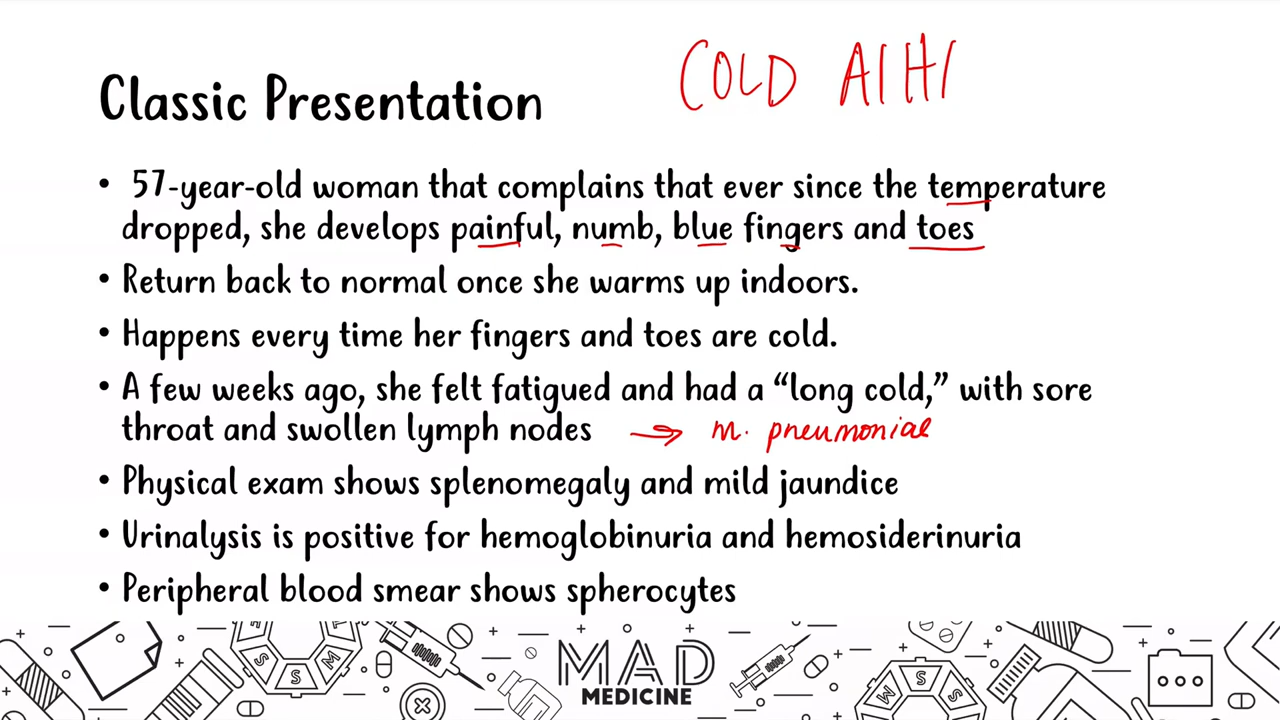 COLD AIHA
Classic Presentation
• 57-year-old woman that complains that ever since the temperature
dropped, she develops painful, numb, blue fingers and toes
• Return back to normal once she warms up indoors.
• Happens every time her fingers and toes are cold.
• A few weeks ago, she felt fatigued and had a “long cold,” with sore
throat and swollen lymph nodes → m. pneumoniae
• Physical exam shows splenomegaly and mild jaundice
• Urinalysis is positive for hemoglobinuria and hemosiderinuria
• Peripheral blood smear shows spherocytes
MAD
MEDICINE
S S M
M S S